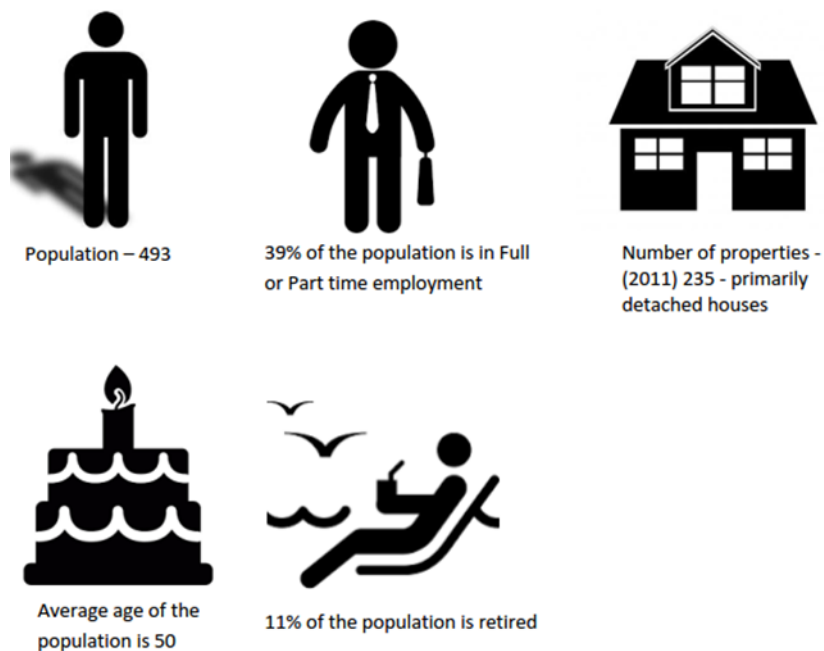 Population – 493
39% of the population is in Full
or Part time employment
Number of properties -
(2011) 235 - primarily
detached houses
Average age of the
population is 50
11% of the population is retired